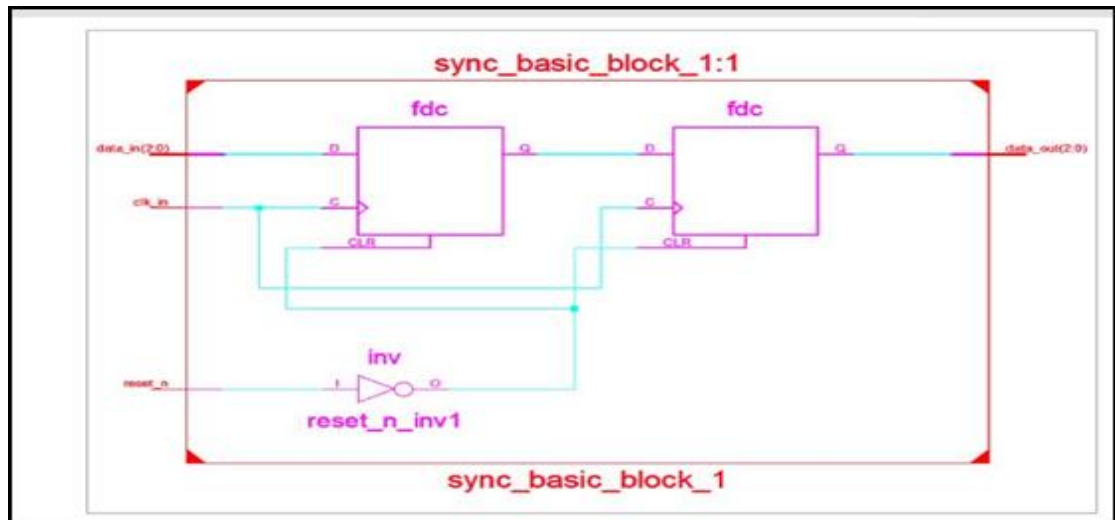 sync_basic_block_1:1
fdc fdc
data_in(2:0) D Q D Q data_out(2:0)
clk_in C C
CLR CLR
inv
reset_n I O
reset_n_inv1
sync_basic_block_1